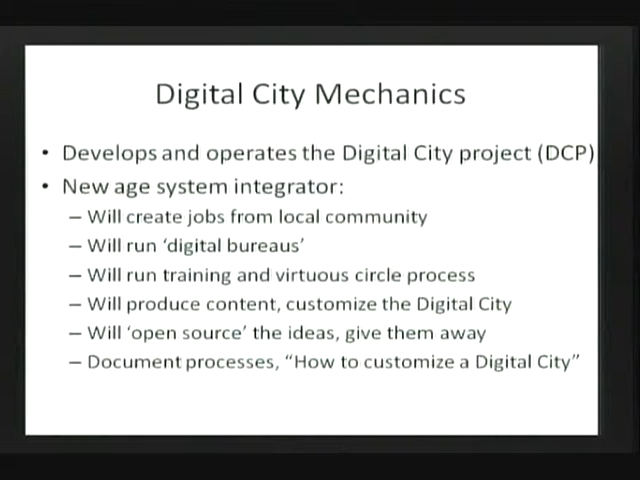 Digital City Mechanics
• Develops and operates the Digital City project (DCP)
• New age system integrator:
– Will create jobs from local community
– Will run ‘digital bureaus’
– Will run training and virtuous circle process
– Will produce content, customize the Digital City
– Will ‘open source’ the ideas, give them away
– Document processes, “How to customize a Digital City”